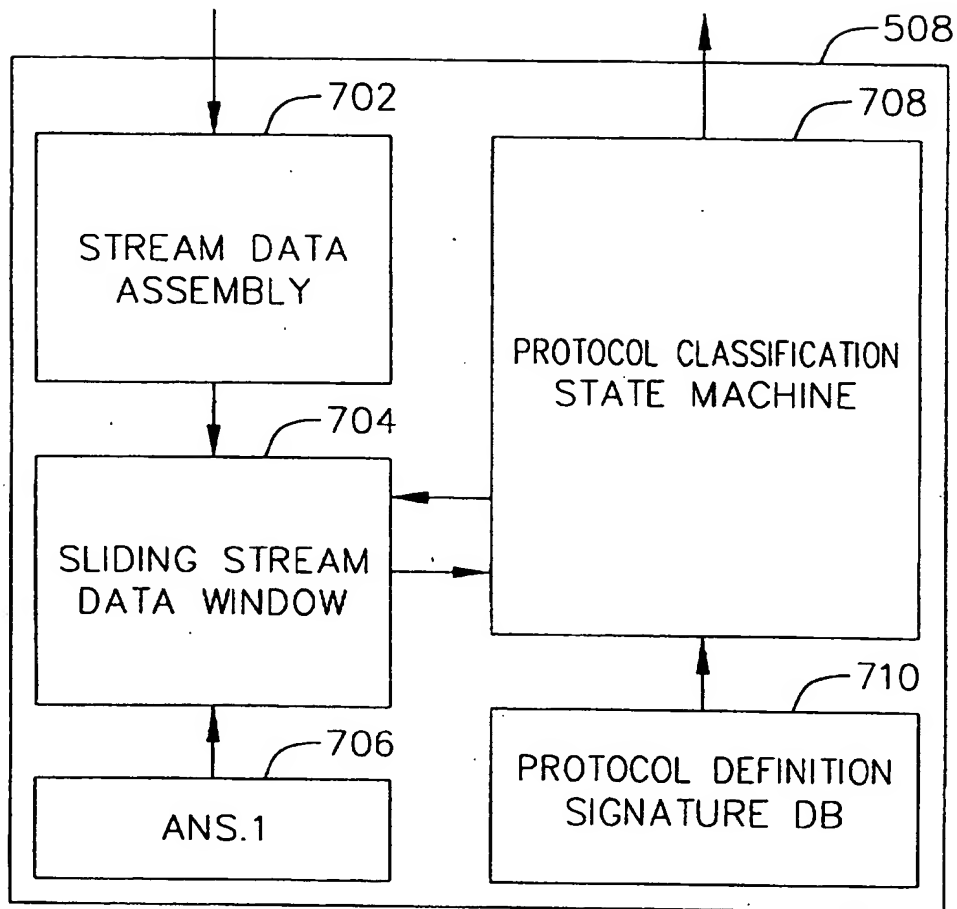 508
702
STREAM DATA
ASSEMBLY
704
SLIDING STREAM
DATA WINDOW
706
ANS.1
708
PROTOCOL CLASSIFICATION
STATE MACHINE
710
PROTOCOL DEFINITION
SIGNATURE DB